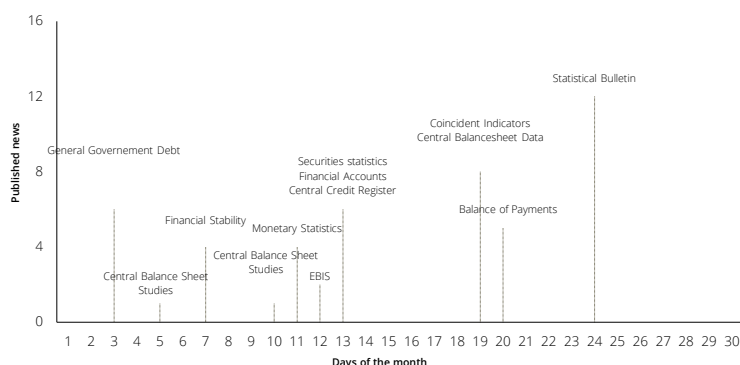 16
Statistical Bulletin
12
Coincident Indicators
Central Balancesheet Data
General Governement Debt
8
Securities statistics
Financial Accounts
Central Credit Register
Balance of Payments
Financial Stability
Monetary Statistics
4
Central Balance Sheet
Studies
Central Balance Sheet
Studies
EBIS
0
Published news
1 2 3 4 5 6 7 8 9 10 11 12 13 14 15 16 17 18 19 20 21 22 23 24 25 26 27 28 29 30
Days of the month